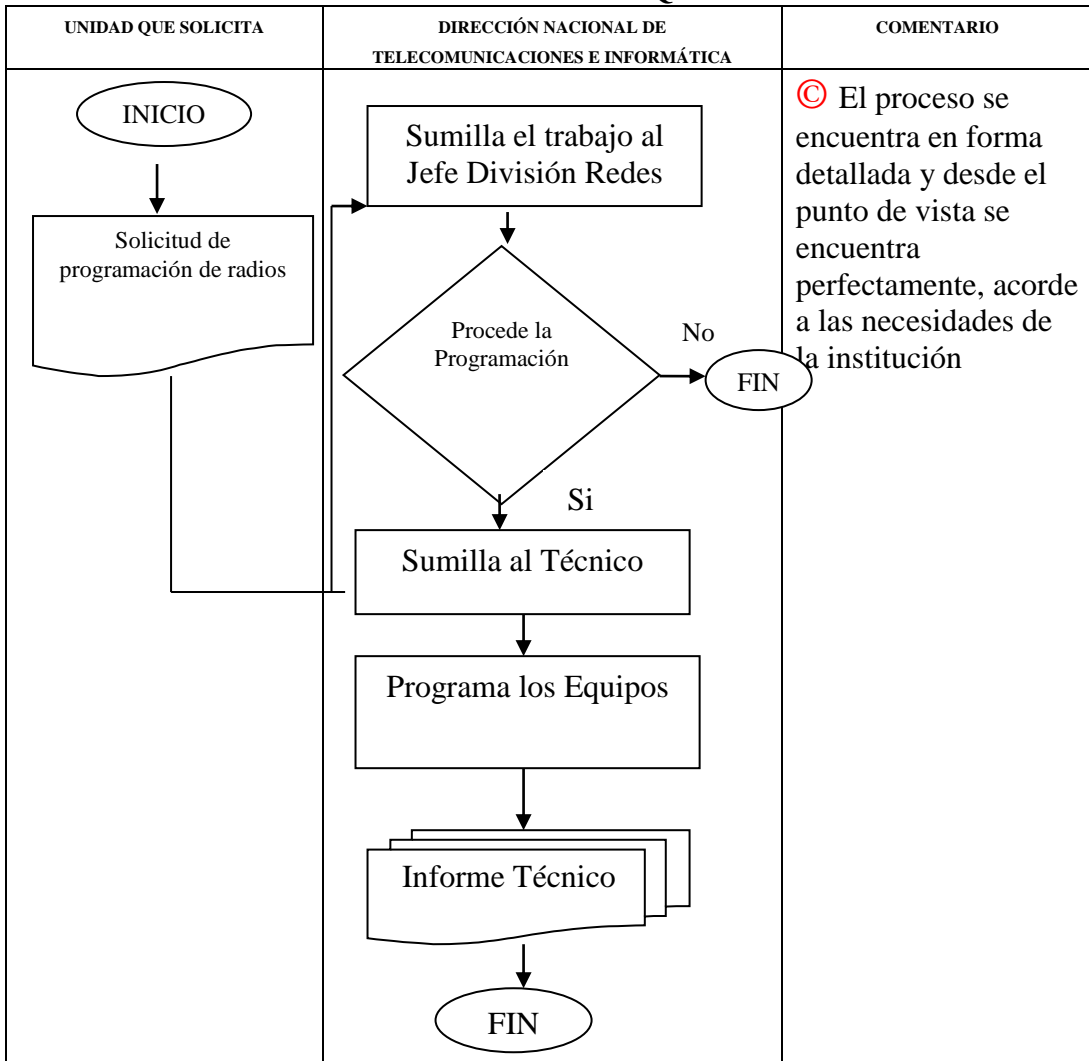 UNIDAD QUE SOLICITA
DIRECCIÓN NACIONAL DE
TELECOMUNICACIONES E INFORMÁTICA
COMENTARIO
INICIO
Solicitud de
programación de radios
Sumilla el trabajo al
Jefe División Redes
Procede la
Programación
No
FIN
Si
Sumilla al Técnico
Programa los Equipos
Informe Técnico
FIN
© El proceso se
encuentra en forma
detallada y desde el
punto de vista se
encuentra
perfectamente, acorde
a las necesidades de
la institución